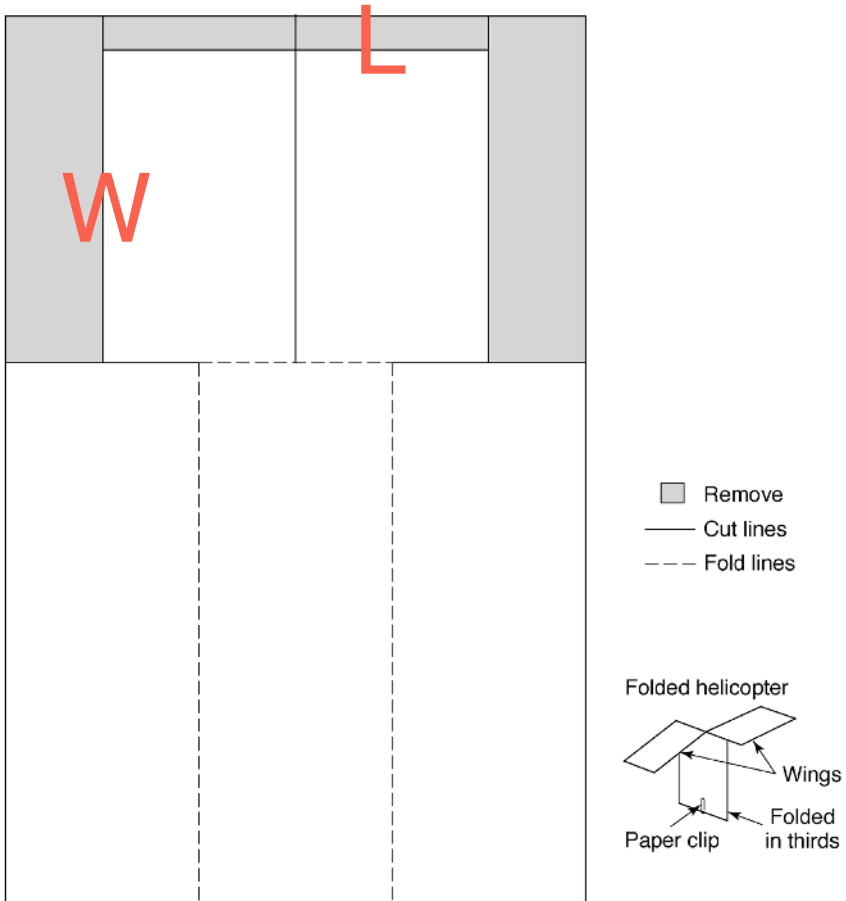 L
W
Remove
Cut lines
Fold lines
Folded helicopter
Wings
Folded
in thirds
Paper clip